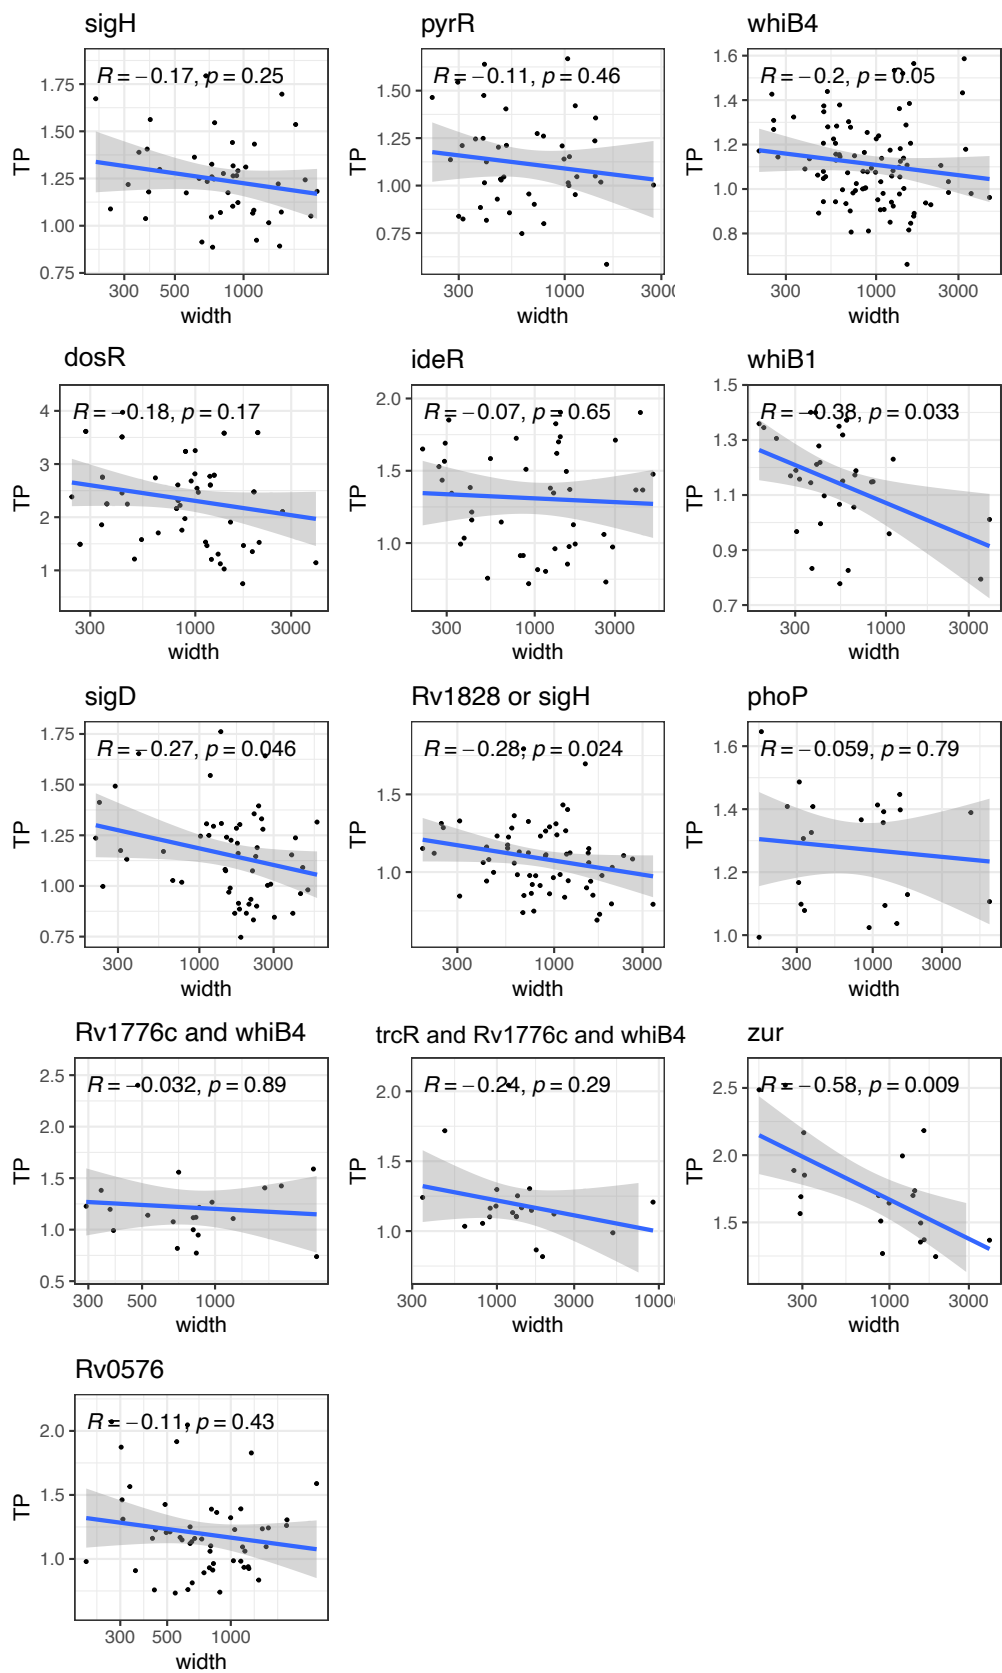 sigH
pyrR
whiB4
R = −0.17, p = 0.25
R = −0.11, p = 0.46
R = −0.2, p = 0.05
TP
1.75
1.50
1.25
1.00
0.75
TP
1.50
1.25
1.00
0.75
TP
1.6
1.4
1.2
1.0
0.8
300 500 1000
300 1000 3000
300 1000 3000
width
width
width
dosR
ideR
whiB1
R = −0.18, p = 0.17
R = −0.07, p = 0.65
R = −0.38, p = 0.033
TP
4
3
2
1
TP
2.0
1.5
1.0
TP
1.5
1.3
1.1
0.9
0.7
300 1000 3000
300 1000 3000
300 1000 3000
width
width
width
sigD
Rv1828 or sigH
phoP
R = −0.27, p = 0.046
R = −0.28, p = 0.024
R = −0.059, p = 0.79
TP
1.75
1.50
1.25
1.00
0.75
TP
1.5
1.0
TP
1.6
1.4
1.2
1.0
300 1000 3000
300 1000 3000
300 1000 3000
width
width
width
Rv1776c and whiB4
trcR and Rv1776c and whiB4
zur
R = −0.032, p = 0.89
R = −0.24, p = 0.29
R = −0.58, p = 0.009
TP
2.5
2.0
1.5
1.0
0.5
TP
2.0
1.5
1.0
TP
2.5
2.0
1.5
300 500 1000
300 1000 3000 1000
300 1000 3000
width
width
width
Rv0576
R = −0.11, p = 0.43
TP
2.0
1.5
1.0
300 500 1000
width